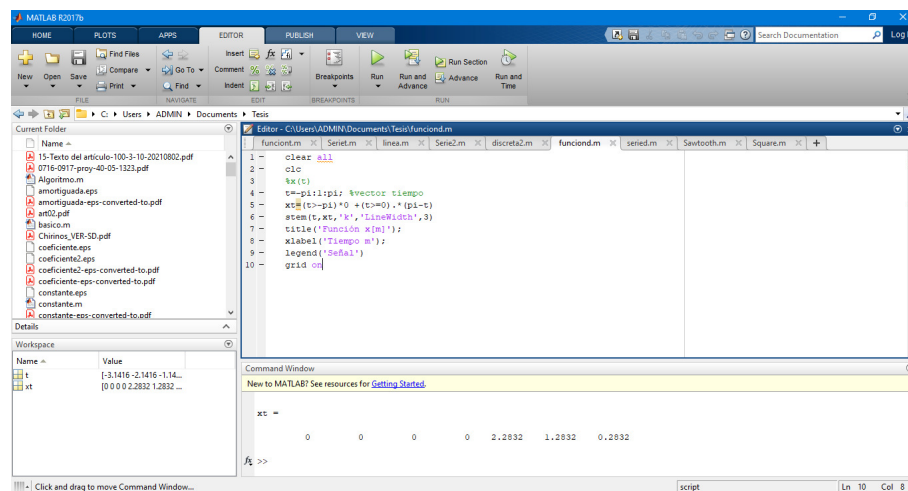 MATLAB R2017b
HOME PLOTS APPS EDITOR PUBLISH VIEW Search Documentation Log
New Open Save Find Files Compare Print Go To Find Insert Comment Indent fx Breakpoints Run Run and Advance Run Section Advance Run and Time
FILE NAVIGATE EDIT BREAKPOINTS RUN
C: Users ADMIN Documents Tesis
Current Folder
Name
15-Texto del artículo-100-3-10-20210802.pdf
0716-0917-proy-40-05-1323.pdf
Algoritmo.m
amortiguada.eps
amortiguada-eps-converted-to.pdf
art02.pdf
basico.m
Chirinos_VER-SD.pdf
coeficiente.eps
coeficiente2.eps
coeficiente2-eps-converted-to.pdf
coeficiente-eps-converted-to.pdf
constante.eps
constante.m
constante-eps-converted-to.pdf
Details
Workspace
Name Value
t [-3.1416 -2.1416 -1.14...
xt [0 0 0 0 2.2832 1.2832 ...
Editor - C:\Users\ADMIN\Documents\Tesis\funciond.m
funciont.m Seriet.m linea.m Serie2.m discreta2.m funciond.m seried.m Sawtooth.m Square.m +
1 - clear all
2 - clc
3 %x(t)
4 - t=-pi:1:pi; %vector tiempo
5 - xt=(t>-pi)*0 +(t>=0).*(pi-t)
6 - stem(t,xt,'k','LineWidth',3)
7 - title('Función x[m]');
8 - xlabel('Tiempo m');
9 - legend('Señal')
10 - grid on
Command Window
New to MATLAB? See resources for Getting Started.
xt =
0 0 0 0 2.2832 1.2832 0.2832
fx >>
Click and drag to move Command Window... script Ln 10 Col 8